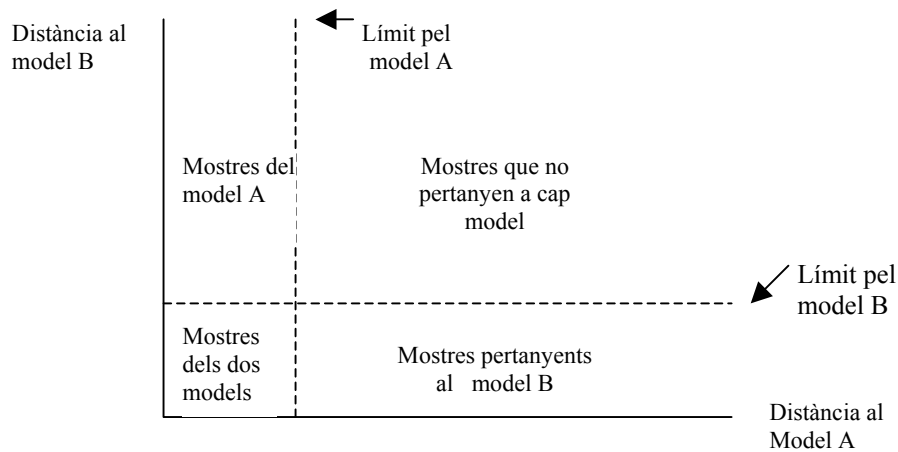 Distància al
model B
Límit pel
model A
Mostres del
model A
Mostres que no
pertanyen a cap
model
Límit pel
model B
Mostres
dels dos
models
Mostres pertanyents
al model B
Distància al
Model A